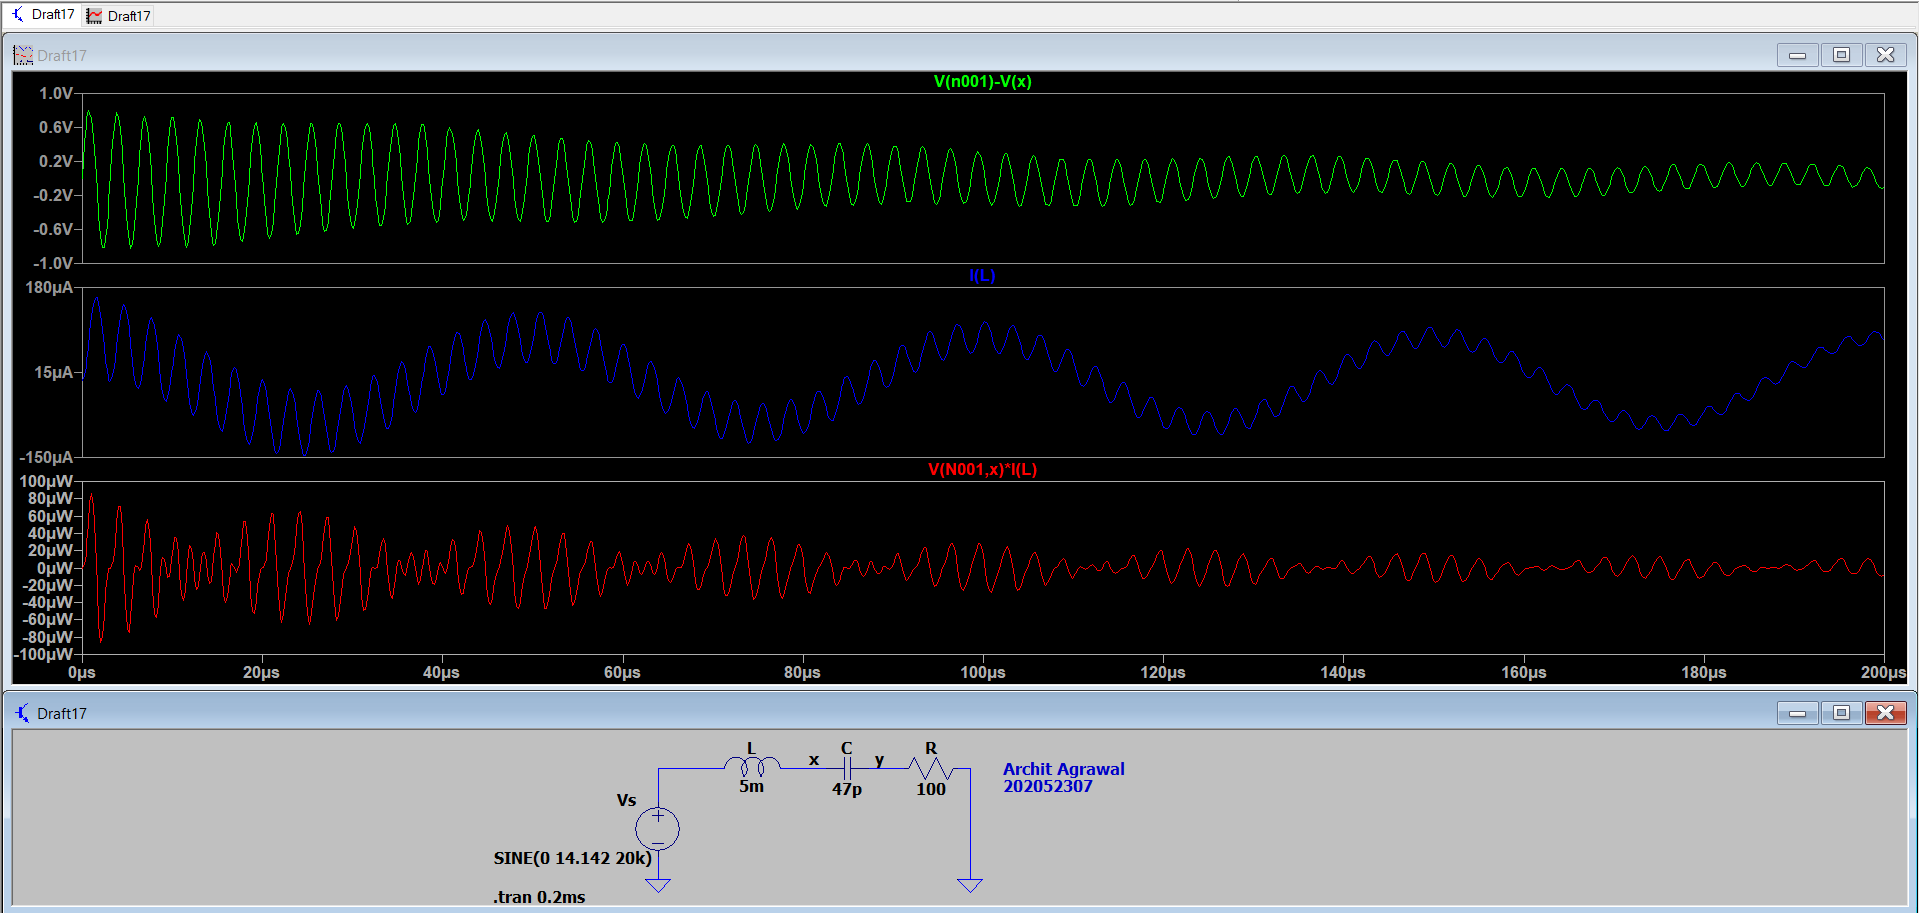 Draft17 Draft17
Draft17
V(n001)-V(x)
1.0V
0.6V
0.2V
-0.2V
-0.6V
-1.0V
I(L)
180µA
15µA
-150µA
V(N001,x)*I(L)
100µW
80µW
60µW
40µW
20µW
0µW
-20µW
-40µW
-60µW
-80µW
-100µW
0µs 20µs 40µs 60µs 80µs 100µs 120µs 140µs 160µs 180µs 200µs
Draft17
L x C y R
5m 47p 100
Archit Agrawal
202052307
Vs
SINE(0 14.142 20k)
.tran 0.2ms